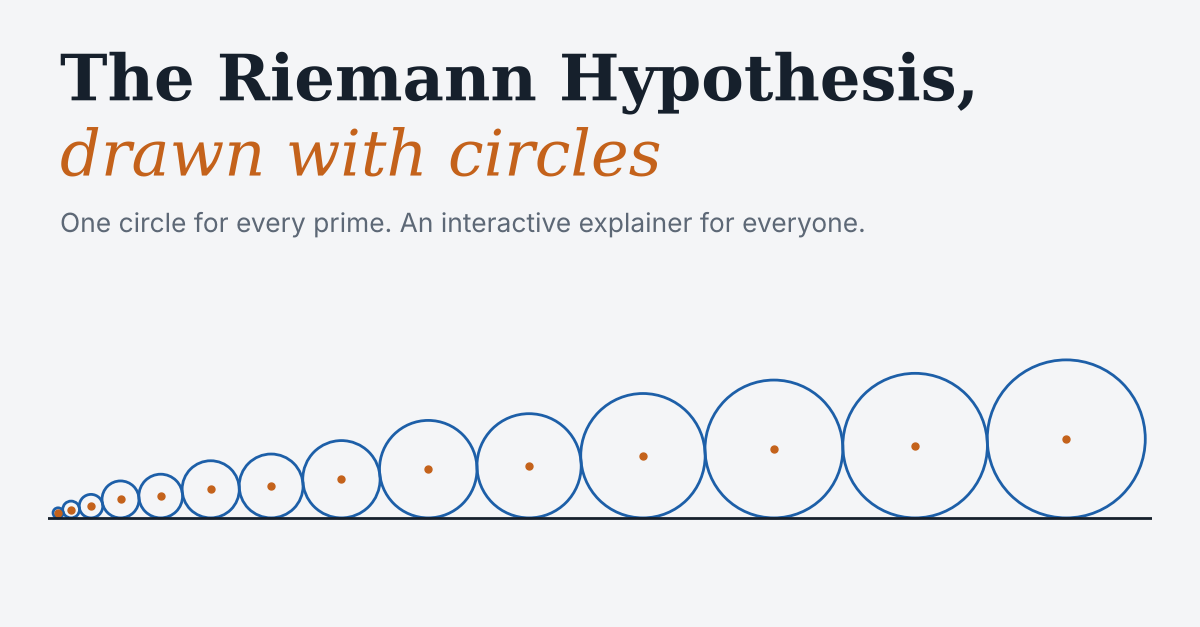 The Riemann Hypothesis,
drawn with circles
One circle for every prime. An interactive explainer for everyone.